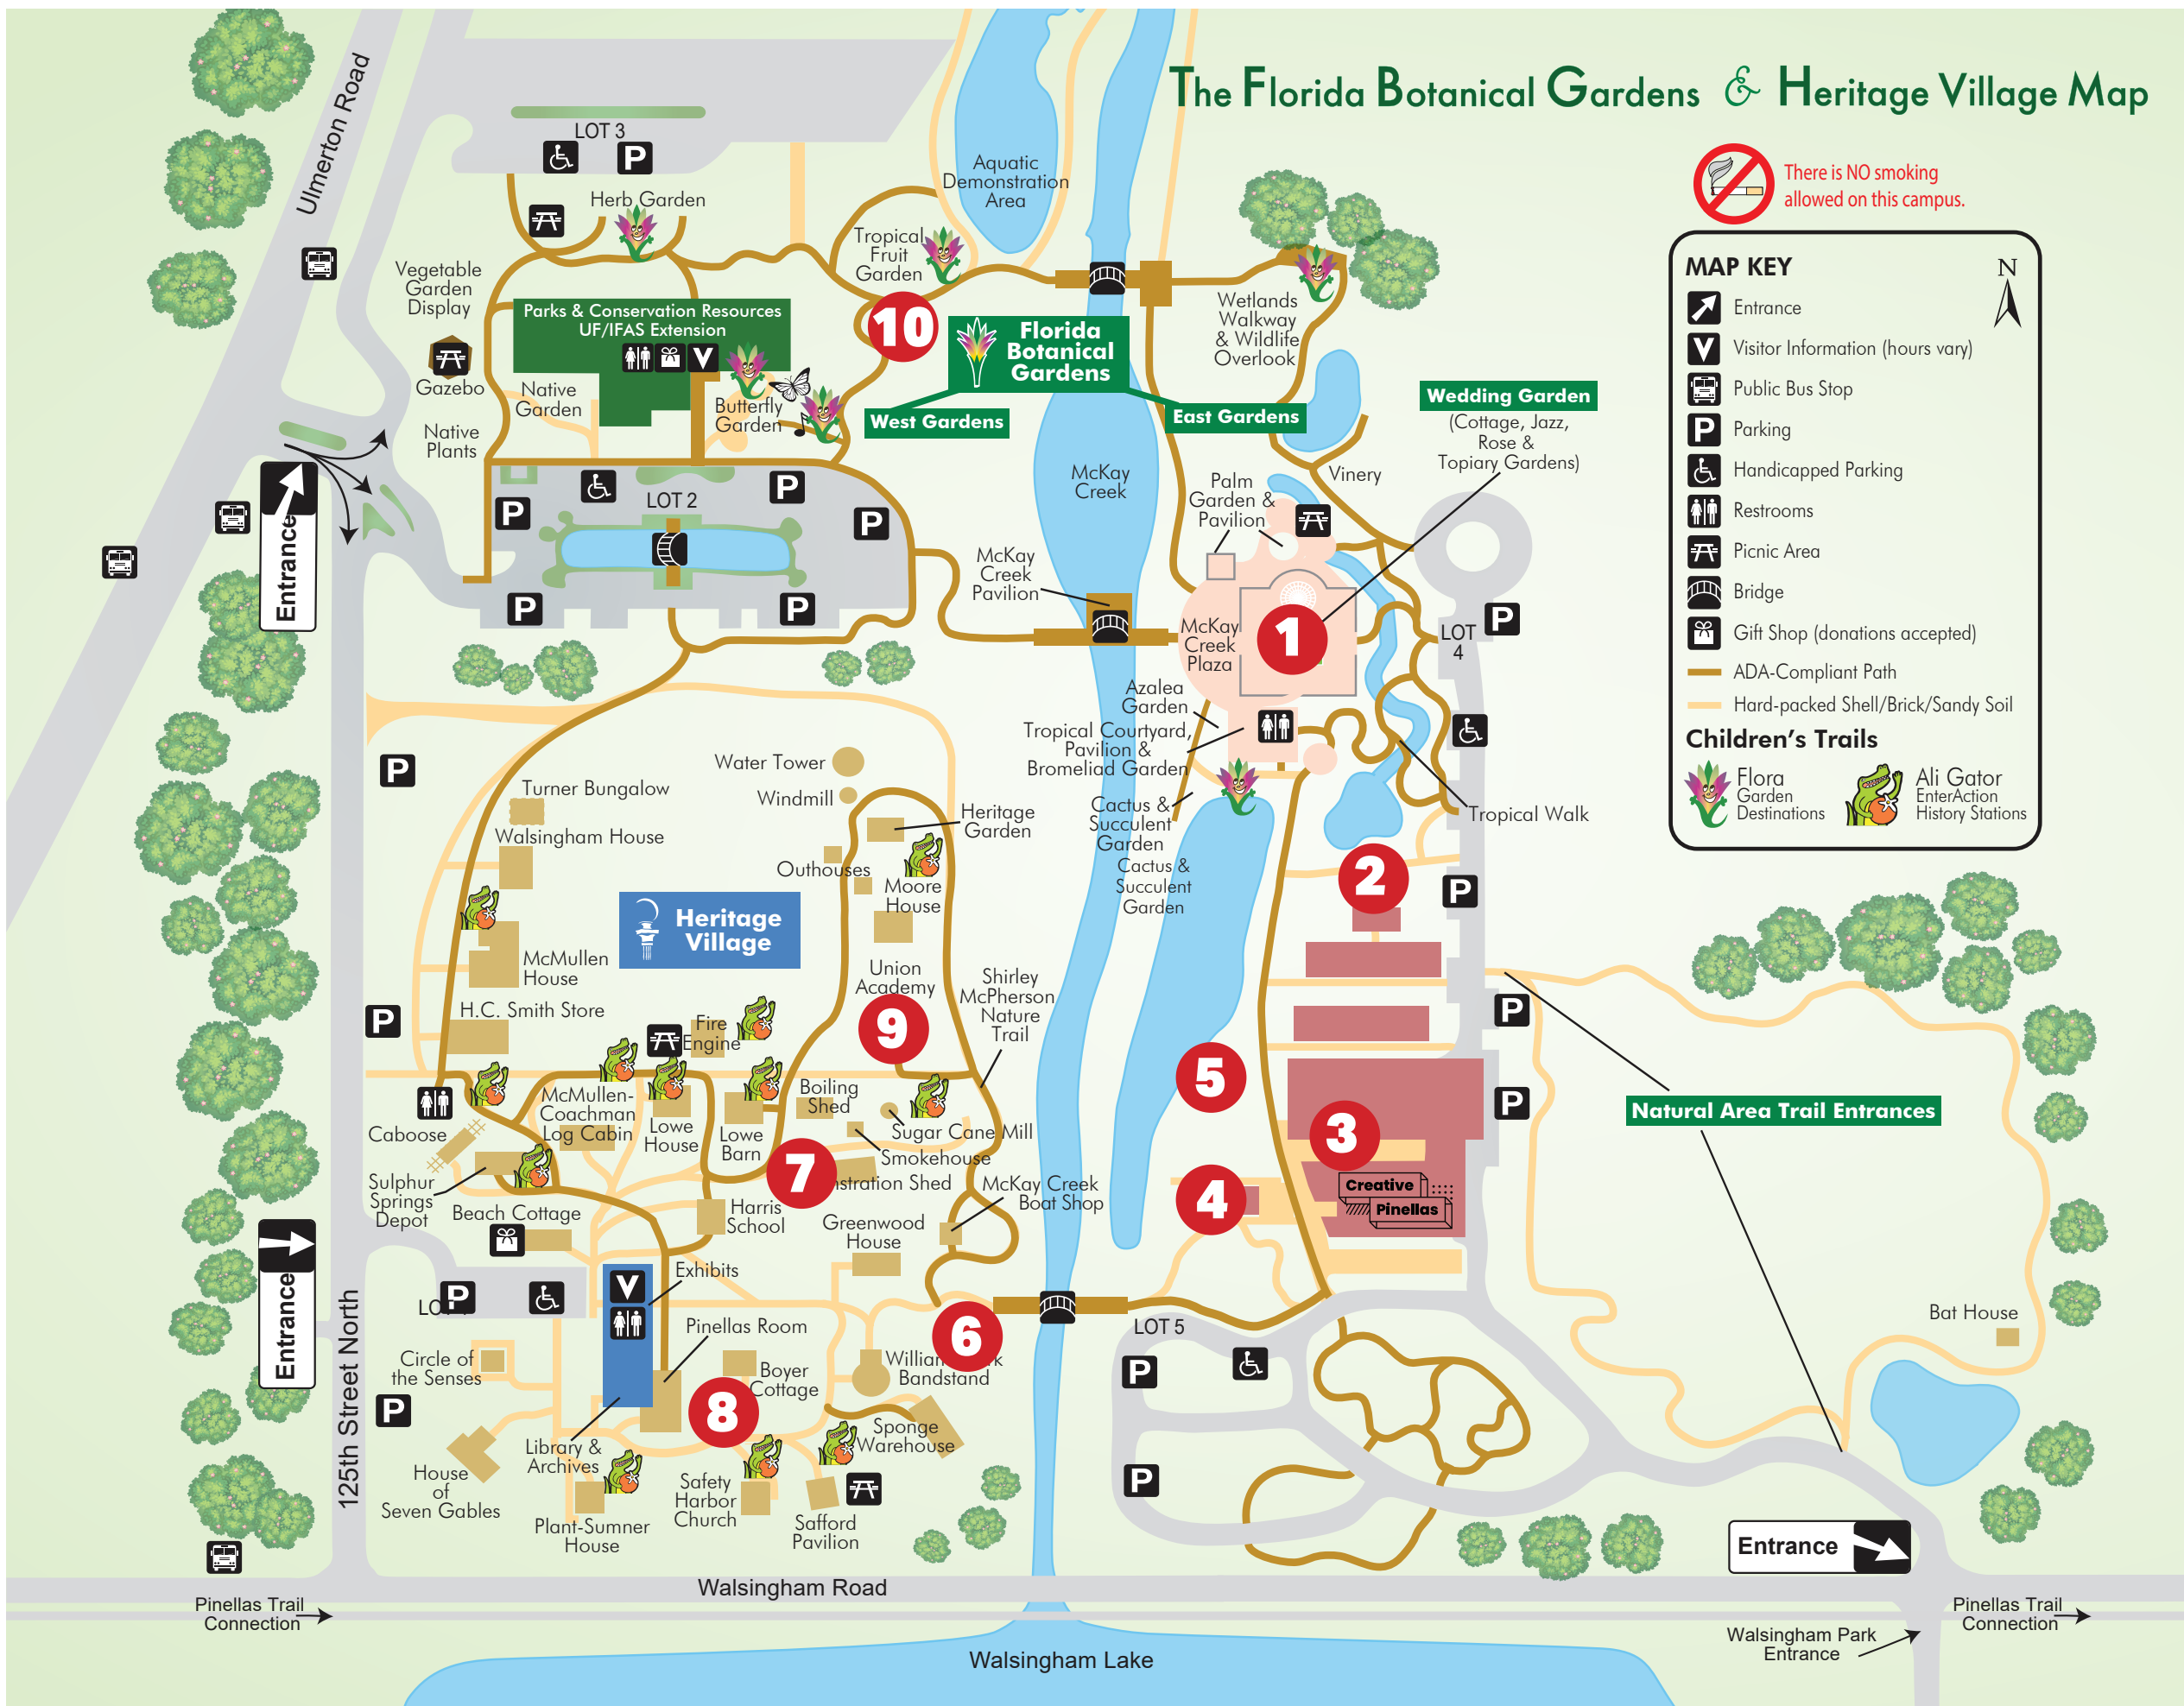 The Florida Botanical Gardens & Heritage Village Map
There is NO smoking
allowed on this campus.
MAP KEY
N
Entrance
V
Visitor Information (hours vary)
Public Bus Stop
P
Parking
Handicapped Parking
Restrooms
Picnic Area
Bridge
Gift Shop (donations accepted)
ADA-Compliant Path
Hard-packed Shell/Brick/Sandy Soil
Children's Trails
Flora
Garden
Destinations
Ali Gator
EnterAction
History Stations
Ulmerton Road
LOT 3
P
Herb Garden
Aquatic
Demonstration
Area
Tropical
Fruit
Garden
Vegetable
Garden
Display
Parks & Conservation Resources
UF/IFAS Extension
V
10
Florida
Botanical
Gardens
West Gardens
East Gardens
Wetlands
Walkway
& Wildlife
Overlook
Gazebo
Native
Garden
Butterfly
Garden
Native
Plants
Wedding Garden
(Cottage, Jazz,
Rose &
Topiary Gardens)
Entrance
LOT 2
P
P
P
P
P
McKay
Creek
Palm
Garden &
Pavilion
Vinery
McKay
Creek
Pavilion
McKay
Creek
Plaza
1
LOT
4
P
Azalea
Garden
Tropical Courtyard,
Pavilion &
Bromeliad Garden
Cactus &
Succulent
Garden
Cactus &
Succulent
Garden
Tropical Walk
2
P
P
Water Tower
Windmill
Turner Bungalow
Walsingham House
Heritage
Garden
Outhouses
Moore
House
Heritage
Village
McMullen
House
Union
Academy
Shirley
McPherson
Nature
Trail
P
H.C. Smith Store
Fire
Engine
9
P
5
P
Natural Area Trail Entrances
Boiling
Shed
McMullen-
Coachman
Log Cabin
Lowe
House
Lowe
Barn
Caboose
Sugar Cane Mill
Smokehouse
3
7
nstration Shed
Sulphur
Springs
Depot
McKay Creek
Boat Shop
4
Creative
Pinellas
Beach Cottage
Harris
School
Greenwood
House
Exhibits
V
Entrance
LO
P
Pinellas Room
6
LOT 5
P
Bat House
Circle of
the Senses
Boyer
Cottage
William
rk
Bandstand
P
8
125th Street North
Library &
Archives
Sponge
Warehouse
House
of
Seven Gables
Safety
Harbor
Church
P
Plant-Sumner
House
Safford
Pavilion
Entrance
Walsingham Road
Pinellas Trail
Connection
Pinellas Trail
Connection
Walsingham Park
Entrance
Walsingham Lake